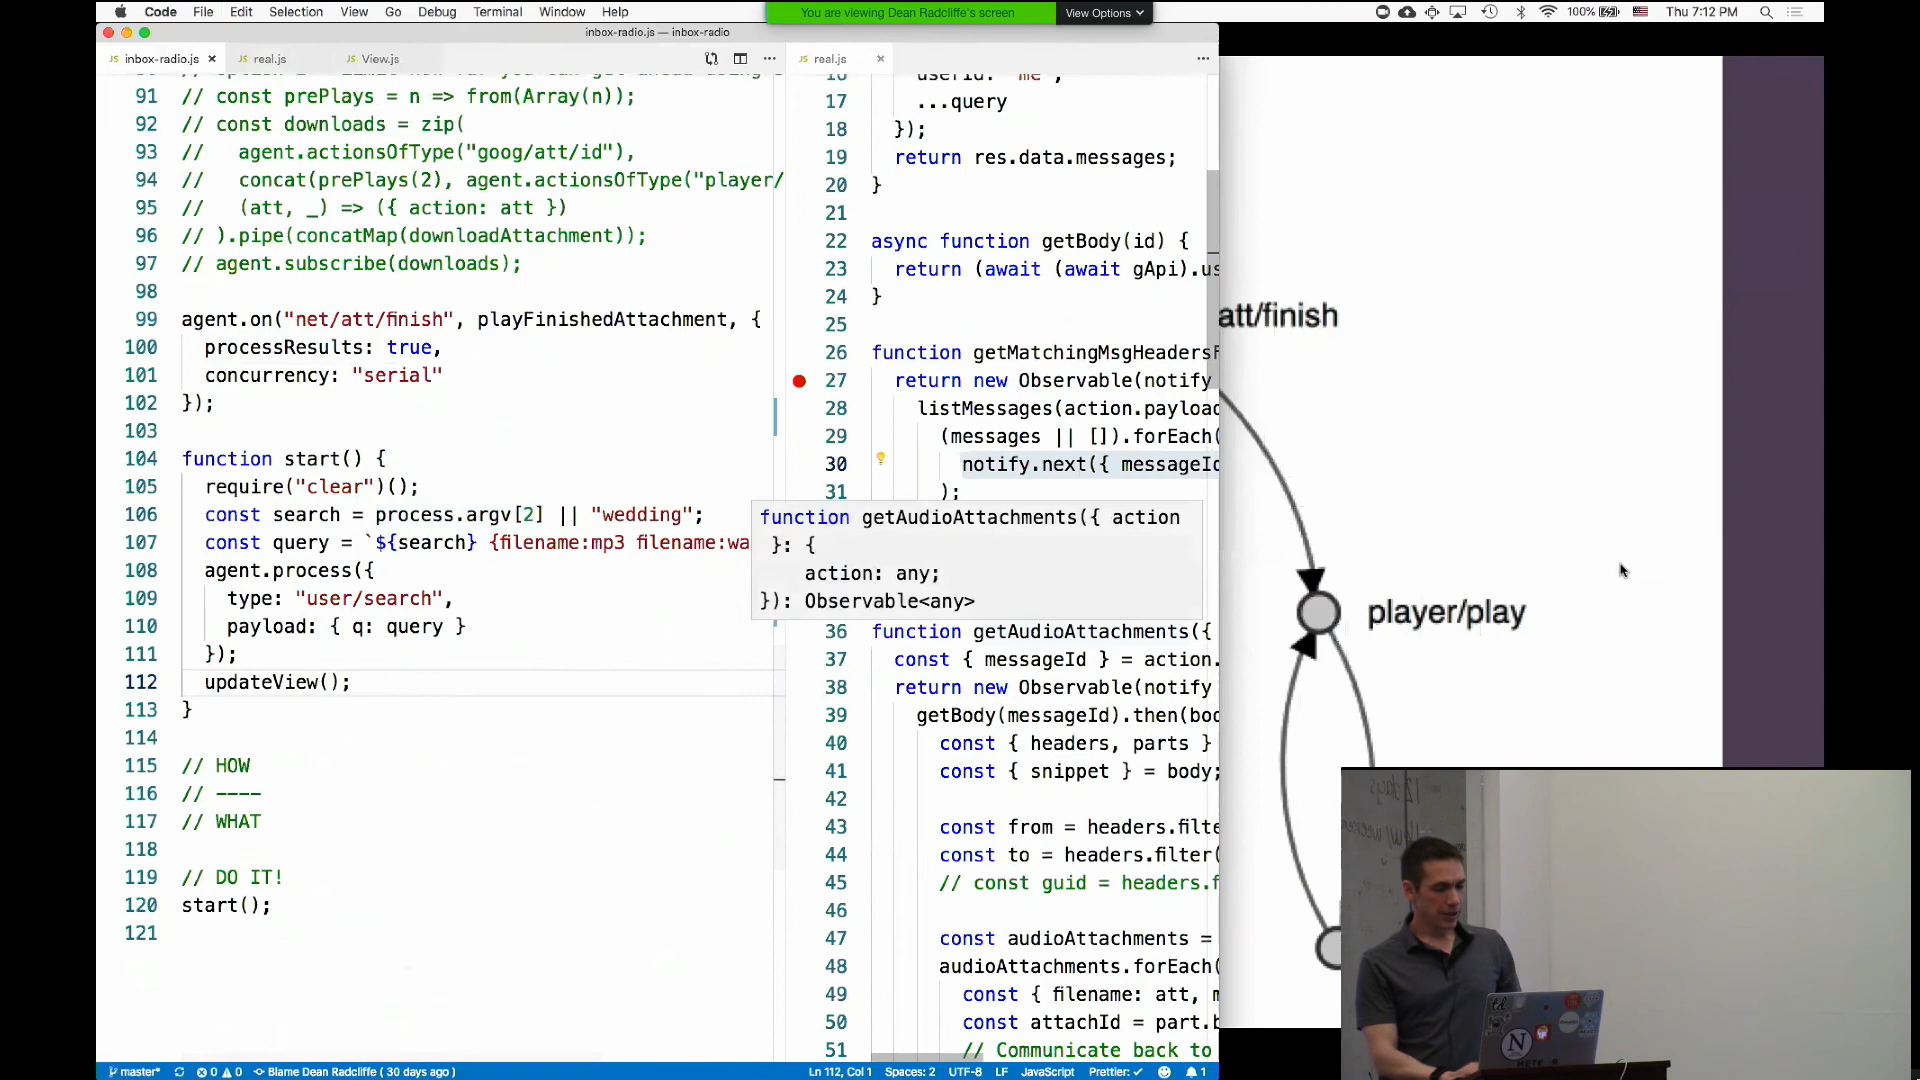 Code File Edit Selection View Go Debug Terminal Window Help
You are viewing Dean Radcliffe's screen
View Options
100% Thu 7:12 PM
inbox-radio.js — inbox-radio
JS inbox-radio.js
JS real.js
JS View.js
JS real.js
91 // const prePlays = n => from(Array(n));
92 // const downloads = zip(
93 //   agent.actionsOfType("goog/att/id"),
94 //   concat(prePlays(2), agent.actionsOfType("player/
95 //   (att, _) => ({ action: att })
96 // ).pipe(concatMap(downloadAttachment));
97 // agent.subscribe(downloads);
98
99 agent.on("net/att/finish", playFinishedAttachment, {
100   processResults: true,
101   concurrency: "serial"
102 });
103
104 function start() {
105   require("clear")();
106   const search = process.argv[2] || "wedding";
107   const query = `${search} {filename:mp3 filename:wa
108   agent.process({
109     type: "user/search",
110     payload: { q: query }
111   });
112   updateView();
113 }
114
115 // HOW
116 // ----
117 // WHAT
118
119 // DO IT!
120 start();
121
16 userId: "me",
17 ...query
18 });
19 return res.data.messages;
20 }
21
22 async function getBody(id) {
23 return (await (await gApi).us
24 }
25
26 function getMatchingMsgHeadersF
27 return new Observable(notify
28 listMessages(action.payload
29 (messages || []).forEach(
30 notify.next({ messageId
31 );
function getAudioAttachments({ action
}: {
action: any;
}): Observable<any>
36 function getAudioAttachments({
37 const { messageId } = action.
38 return new Observable(notify
39 getBody(messageId).then(bod
40 const { headers, parts }
41 const { snippet } = body;
42
43 const from = headers.filte
44 const to = headers.filter(
45 // const guid = headers.f
46
47 const audioAttachments =
48 audioAttachments.forEach(
49 const { filename: att, m
50 const attachId = part.b
51 // Communicate back to
att/finish
player/play
master* 0 0 Blame Dean Radcliffe ( 30 days ago )
Ln 112, Col 1 Spaces: 2 UTF-8 LF JavaScript Prettier: ✓ 1
12 days
N